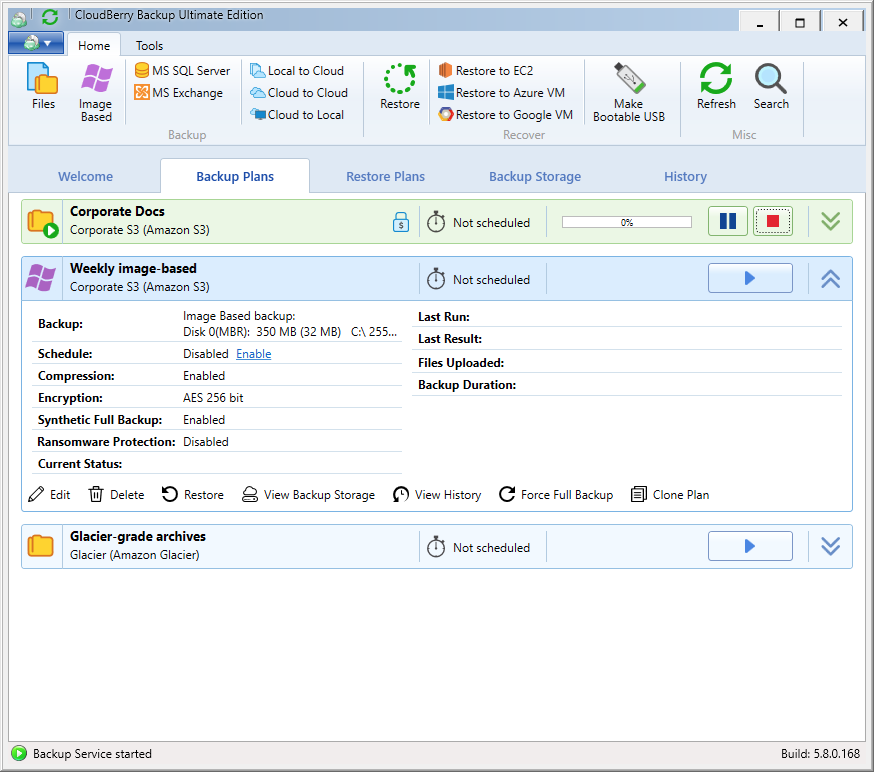 CloudBerry Backup Ultimate Edition
Home Tools
Files
Image
Based
MS SQL Server
MS Exchange
Local to Cloud
Cloud to Cloud
Cloud to Local
Backup
Restore
Restore to EC2
Restore to Azure VM
Restore to Google VM
Recover
Make
Bootable USB
Refresh
Search
Misc
Welcome Backup Plans Restore Plans Backup Storage History
Corporate Docs
Corporate S3 (Amazon S3)
$
Not scheduled
0%
Weekly image-based
Corporate S3 (Amazon S3)
Not scheduled
Backup: Image Based backup:
Disk 0(MBR): 350 MB (32 MB) C:\ 255...
Schedule: Disabled Enable
Compression: Enabled
Encryption: AES 256 bit
Synthetic Full Backup: Enabled
Ransomware Protection: Disabled
Current Status:
Last Run:
Last Result:
Files Uploaded:
Backup Duration:
Edit Delete Restore View Backup Storage View History Force Full Backup Clone Plan
Glacier-grade archives
Glacier (Amazon Glacier)
Not scheduled
Backup Service started
Build: 5.8.0.168